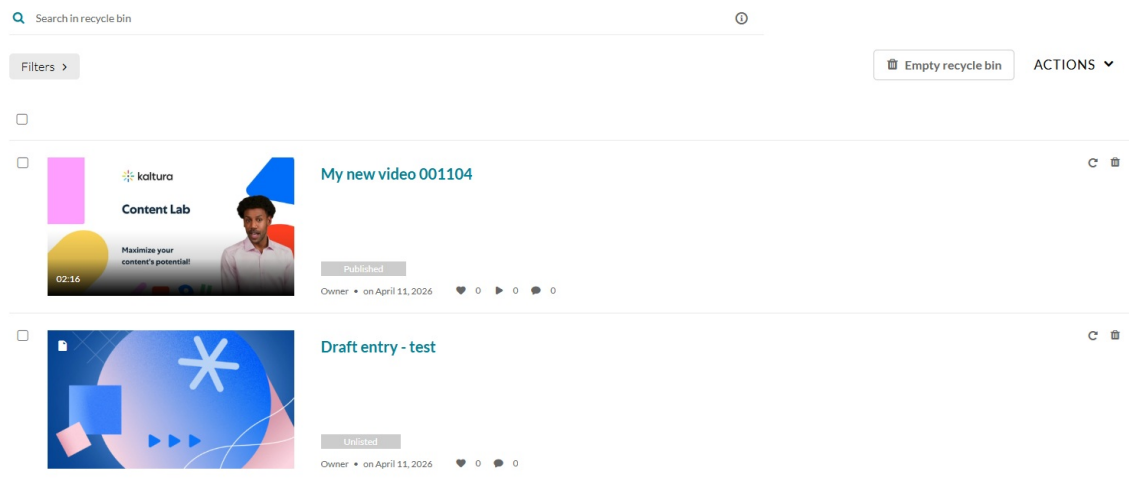 Search in recycle bin
Filters
Empty recycle bin
ACTIONS
kaltura
Content Lab
Maximize your
content's potential!
02:16
My new video 001104
Published
Owner • on April 11, 2026 0 0 0
Draft entry - test
Unlisted
Owner • on April 11, 2026 0 0